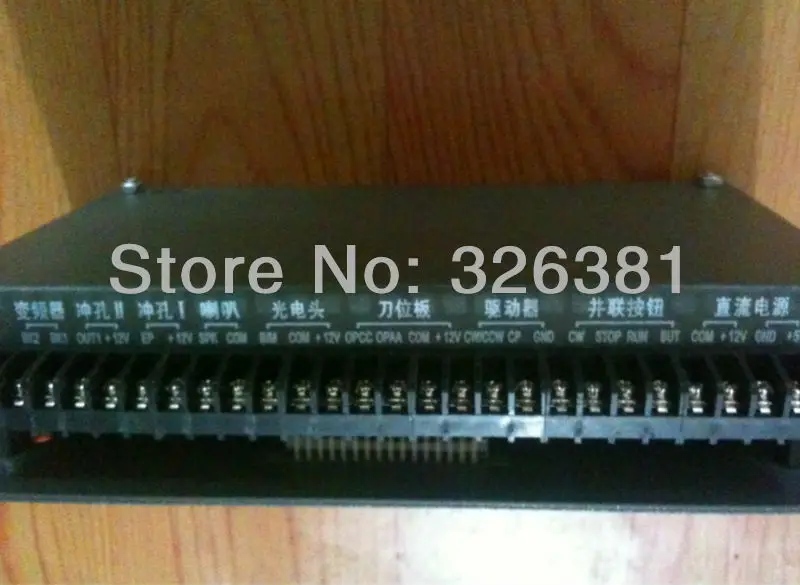 Store No: 326381
变频器 冲孔II 冲孔I 喇叭 光电头 刀位板 驱动器 并联按钮 直流电源
OUT1 +12V EP +12V SPK COM COM +12V OPCC OPAA COM +12V CW/CCW CP GND CW STOP RUN BUT COM +12V GND +5